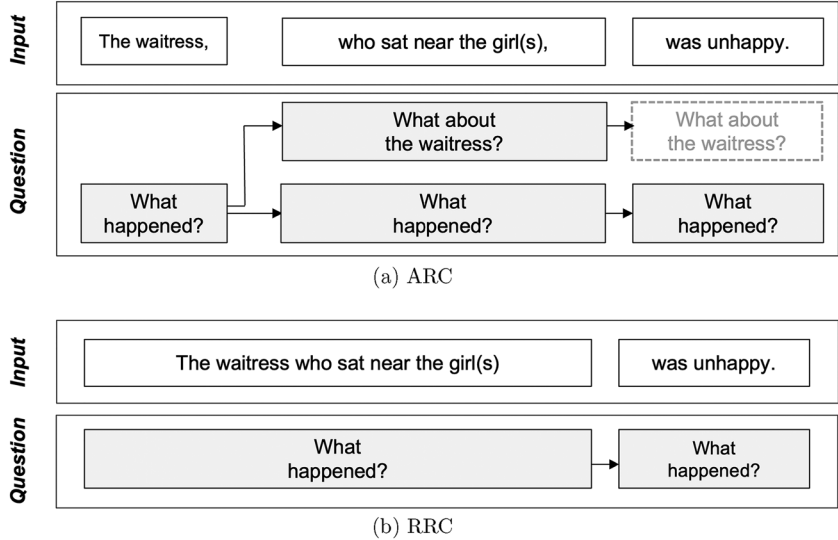 Input
The waitress,
who sat near the girl(s),
was unhappy.
Question
What about
the waitress?
What about
the waitress?
What
happened?
What
happened?
What
happened?
(a) ARC
Input
The waitress who sat near the girl(s)
was unhappy.
Question
What
happened?
What
happened?
(b) RRC